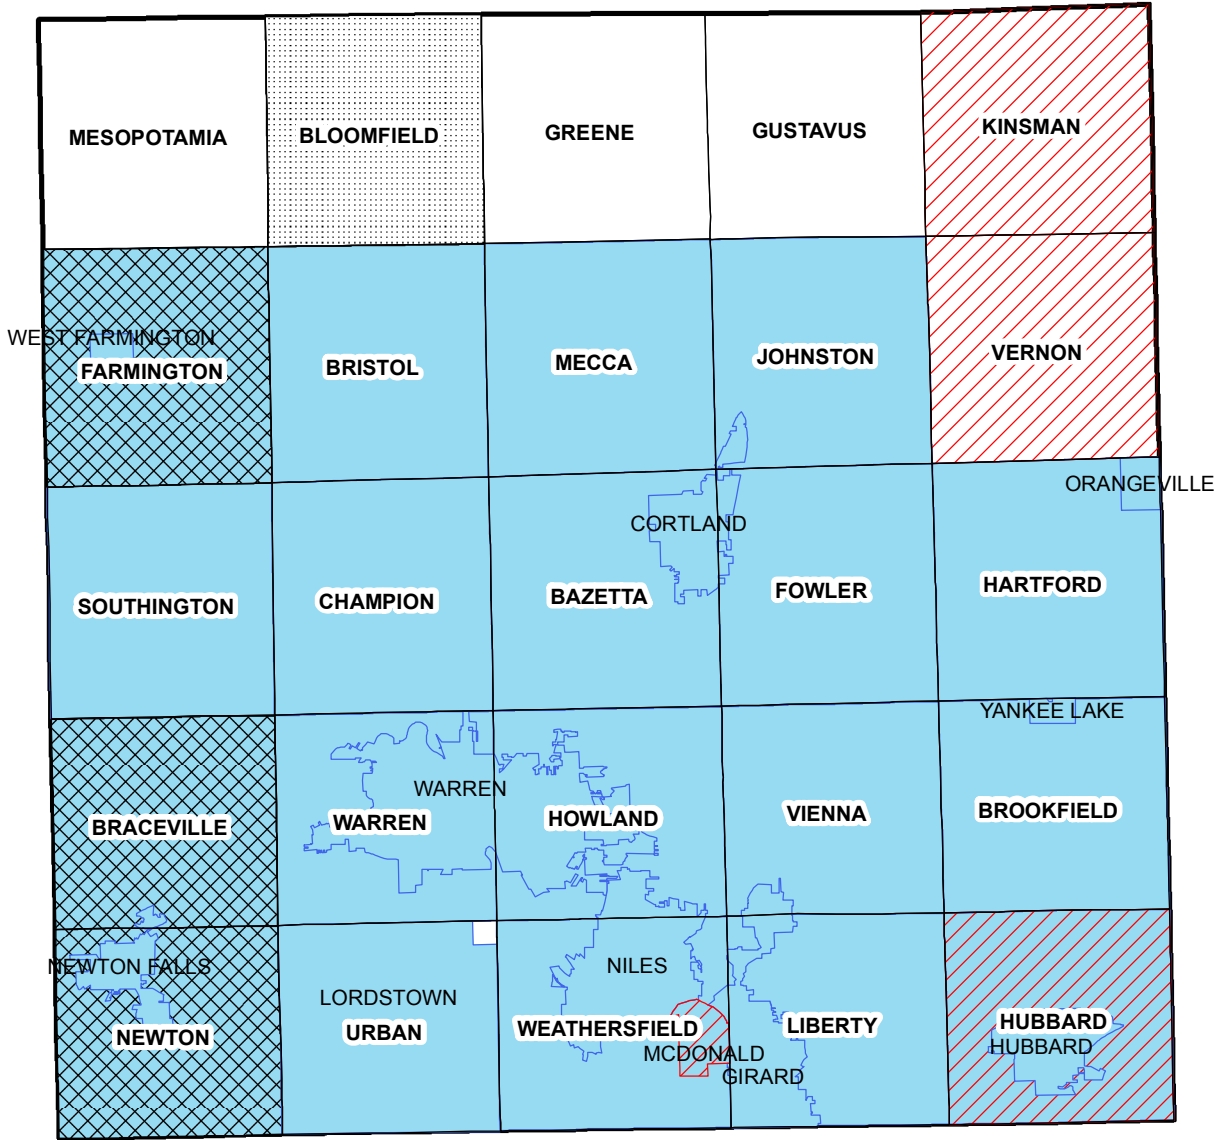 MESOPOTAMIA
BLOOMFIELD
GREENE
GUSTAVUS
KINSMAN
WEST FARMINGTON
FARMINGTON
BRISTOL
MECCA
JOHNSTON
VERNON
ORANGEVILLE
CORTLAND
SOUTHINGTON
CHAMPION
BAZETTA
FOWLER
HARTFORD
YANKEE LAKE
WARREN
BRACEVILLE
WARREN
HOWLAND
VIENNA
BROOKFIELD
NEWTON FALLS
NILES
LORDSTOWN
NEWTON
URBAN
WEATHERSFIELD
LIBERTY
HUBBARD
HUBBARD
MCDONALD
GIRARD